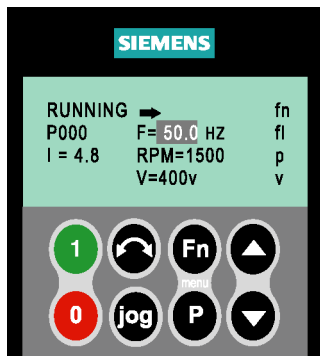 SIEMENS
RUNNING fn
P000 F= 50.0 HZ fl
I = 4.8 RPM=1500 p
V=400v v
1 Fn
menu
0 jog P